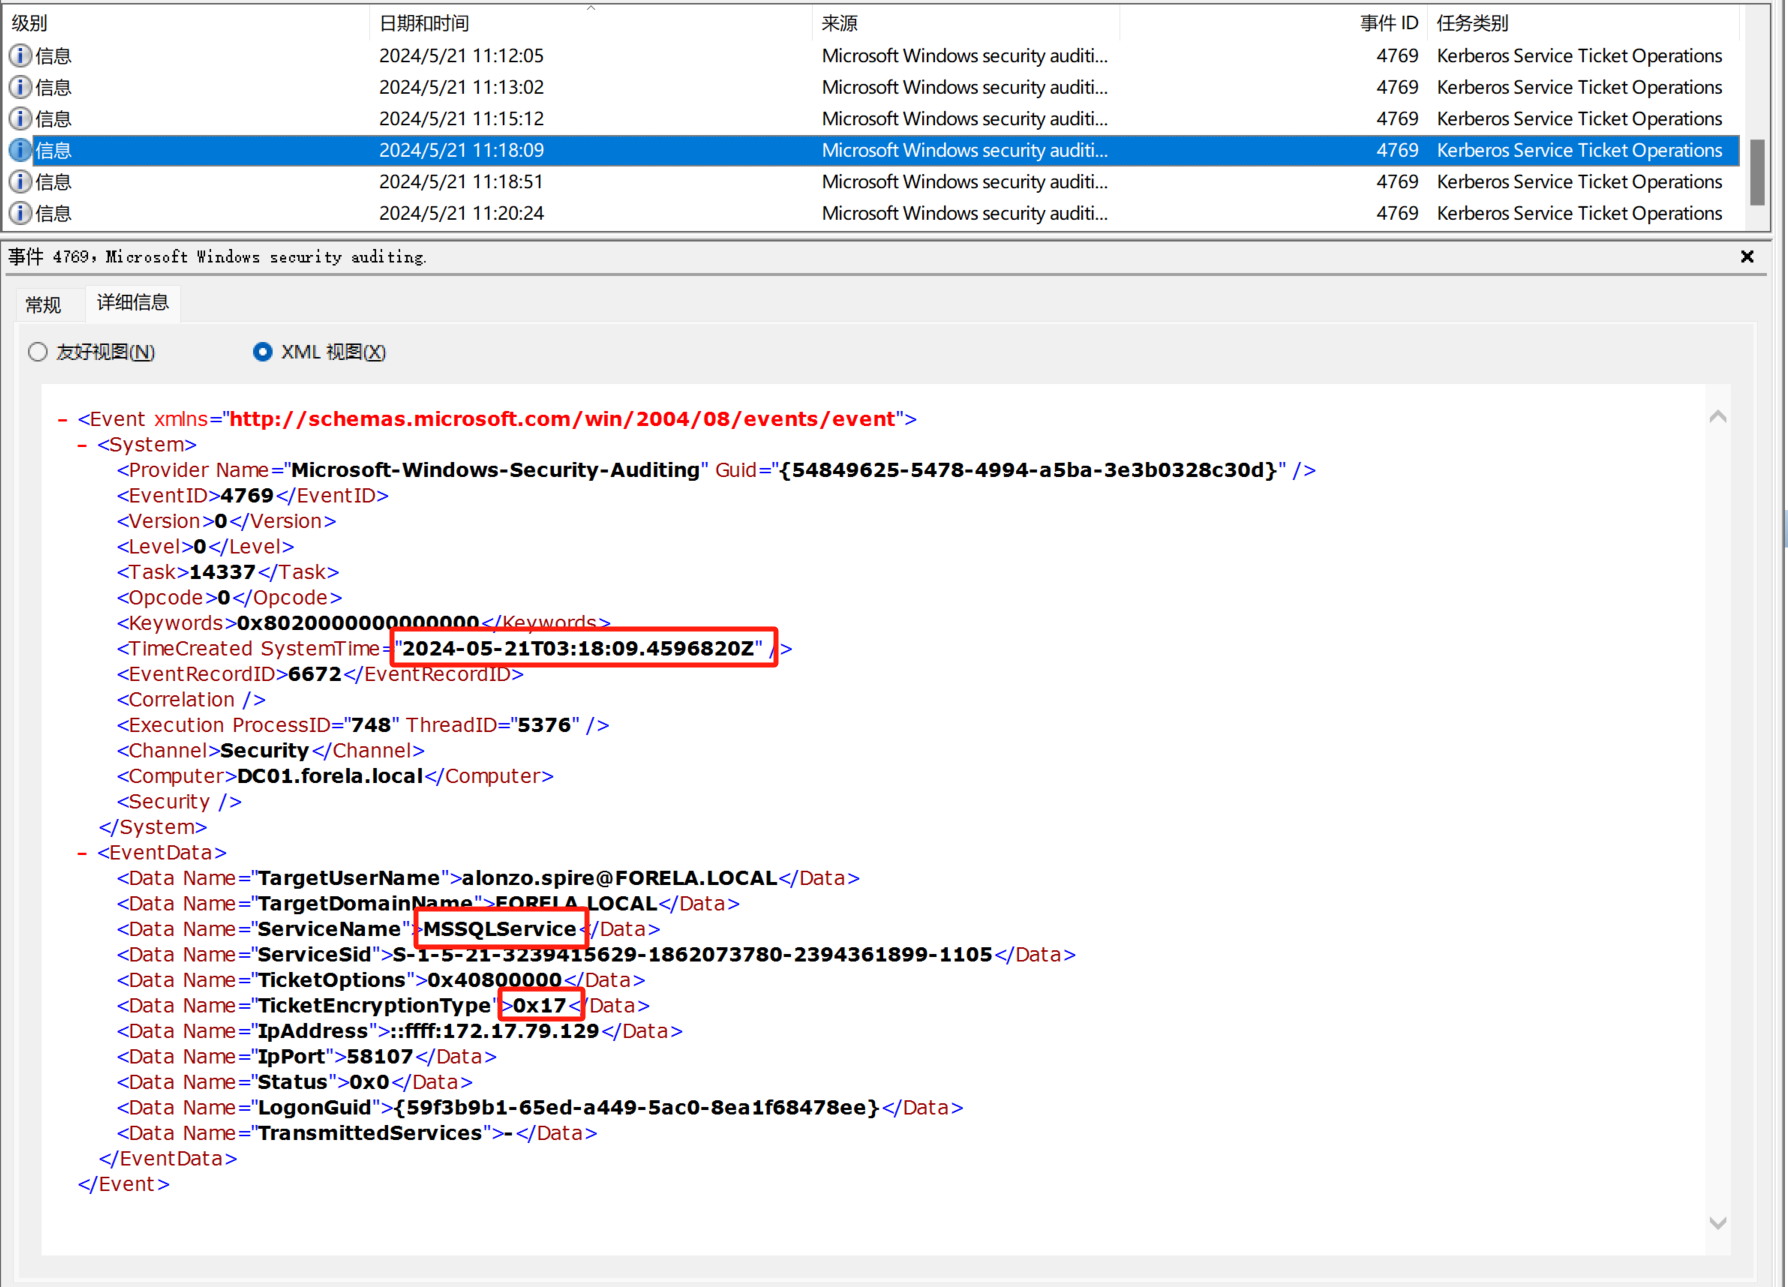 级别 日期和时间 来源 事件 ID 任务类别
信息 2024/5/21 11:12:05 Microsoft Windows security auditi... 4769 Kerberos Service Ticket Operations
信息 2024/5/21 11:13:02 Microsoft Windows security auditi... 4769 Kerberos Service Ticket Operations
信息 2024/5/21 11:15:12 Microsoft Windows security auditi... 4769 Kerberos Service Ticket Operations
信息 2024/5/21 11:18:09 Microsoft Windows security auditi... 4769 Kerberos Service Ticket Operations
信息 2024/5/21 11:18:51 Microsoft Windows security auditi... 4769 Kerberos Service Ticket Operations
信息 2024/5/21 11:20:24 Microsoft Windows security auditi... 4769 Kerberos Service Ticket Operations
事件 4769，Microsoft Windows security auditing.
常规 详细信息
友好视图(N) XML 视图(X)
- <Event xmlns="http://schemas.microsoft.com/win/2004/08/events/event">
- <System>
<Provider Name="Microsoft-Windows-Security-Auditing" Guid="{54849625-5478-4994-a5ba-3e3b0328c30d}" />
<EventID>4769</EventID>
<Version>0</Version>
<Level>0</Level>
<Task>14337</Task>
<Opcode>0</Opcode>
<Keywords>0x8020000000000000</Keywords>
<TimeCreated SystemTime="2024-05-21T03:18:09.4596820Z" />
<EventRecordID>6672</EventRecordID>
<Correlation />
<Execution ProcessID="748" ThreadID="5376" />
<Channel>Security</Channel>
<Computer>DC01.forela.local</Computer>
<Security />
</System>
- <EventData>
<Data Name="TargetUserName">alonzo.spire@FORELA.LOCAL</Data>
<Data Name="TargetDomainName">FORELA.LOCAL</Data>
<Data Name="ServiceName">MSSQLService</Data>
<Data Name="ServiceSid">S-1-5-21-3239415629-1862073780-2394361899-1105</Data>
<Data Name="TicketOptions">0x40800000</Data>
<Data Name="TicketEncryptionType">0x17</Data>
<Data Name="IpAddress">::ffff:172.17.79.129</Data>
<Data Name="IpPort">58107</Data>
<Data Name="Status">0x0</Data>
<Data Name="LogonGuid">{59f3b9b1-65ed-a449-5ac0-8ea1f68478ee}</Data>
<Data Name="TransmittedServices">-</Data>
</EventData>
</Event>